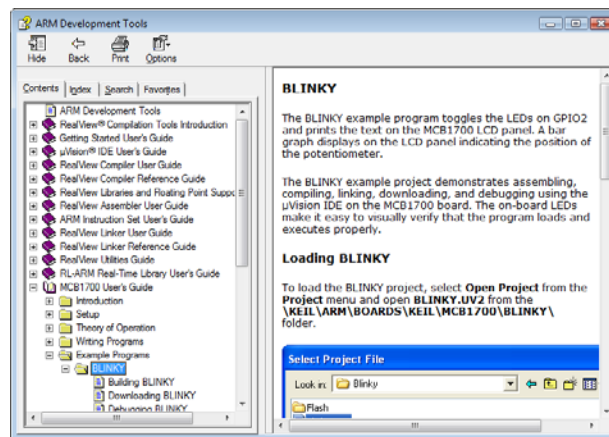 ARM Development Tools
Hide Back Print Options
Contents Index Search Favorites
ARM Development Tools
RealView® Compilation Tools Introduction
Getting Started User's Guide
µVision® IDE User's Guide
RealView Compiler User Guide
RealView Compiler Reference Guide
RealView Libraries and Floating Point Suppo
RealView Assembler User Guide
ARM Instruction Set User's Guide
RealView Linker User Guide
RealView Linker Reference Guide
RealView Utilities Guide
RL-ARM Real-Time Library User's Guide
MCB1700 User's Guide
Introduction
Setup
Theory of Operation
Writing Programs
Example Programs
BLINKY
Building BLINKY
Downloading BLINKY
Debugging BLINKY
BLINKY
The BLINKY example program toggles the LEDs on GPIO2
and prints the text on the MCB1700 LCD panel. A bar
graph displays on the LCD panel indicating the position of
the potentiometer.
The BLINKY example project demonstrates assembling,
compiling, linking, downloading, and debugging using the
µVision IDE on the MCB1700 board. The on-board LEDs
make it easy to visually verify that the program loads and
executes properly.
Loading BLINKY
To load the BLINKY project, select Open Project from the
Project menu and open BLINKY.UV2 from the
\KEIL\ARM\BOARDS\KEIL\MCB1700\BLINKY\
folder.
Select Project File
Look in: Blinky
Flash